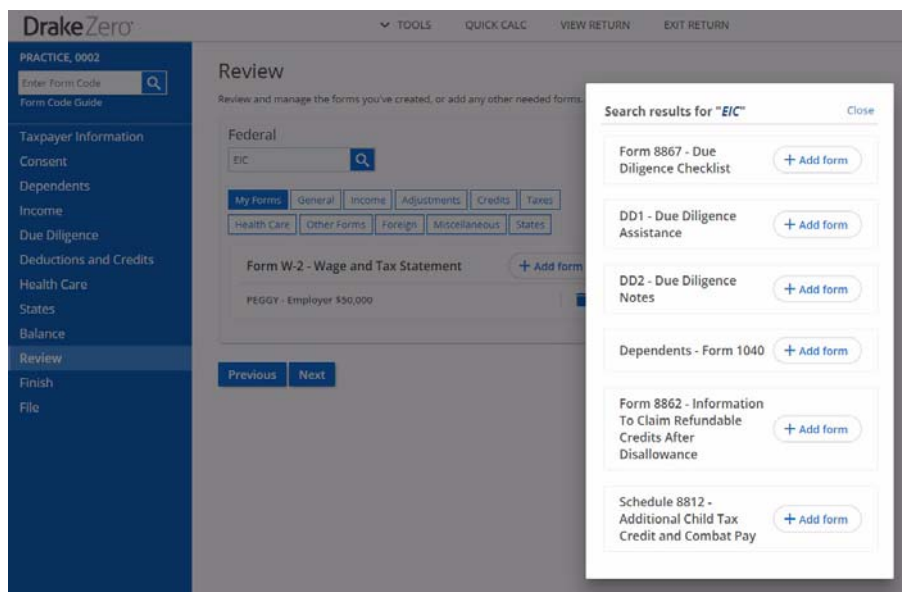 DrakeZero
TOOLS QUICK CALC VIEW RETURN EXIT RETURN
PRACTICE, 0002
Enter Form Code
Form Code Guide
Taxpayer Information
Consent
Dependents
Income
Due Diligence
Deductions and Credits
Health Care
States
Balance
Review
Finish
File
Review
Review and manage the forms you've created, or add any other needed forms.
Federal
EIC
My Forms General Income Adjustments Credits Taxes
Health Care Other Forms Foreign Miscellaneous States
Form W-2 - Wage and Tax Statement + Add form
PEGGY - Employer $50,000
Previous Next
Search results for "EIC" Close
Form 8867 - Due
Diligence Checklist
+ Add form
DD1 - Due Diligence
Assistance
+ Add form
DD2 - Due Diligence
Notes
+ Add form
Dependents - Form 1040 + Add form
Form 8862 - Information
To Claim Refundable
Credits After
Disallowance
+ Add form
Schedule 8812 -
Additional Child Tax
Credit and Combat Pay
+ Add form